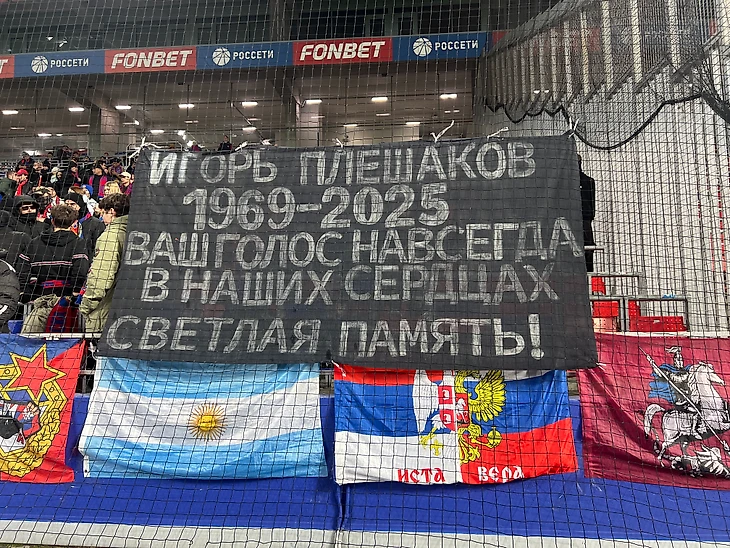 FONBET
РОССЕТИ
FONBET
РОССЕТИ
ИГОРЬ ПЛЕШАКОВ
1969-2025
ВАШ ГОЛОС НАВСЕГДА
В НАШИХ СЕРДЦАХ
СВЕТЛАЯ ПАМЯТЬ!
ИСТА ВЕРА